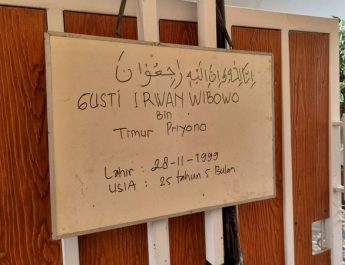 إنا لله وإنا إليه راجعون
GUSTI IRWAN WIBOWO
Bin
Timur Priyono
Lahir : 28-11-1999
USIA : 25 tahun 5 Bulan